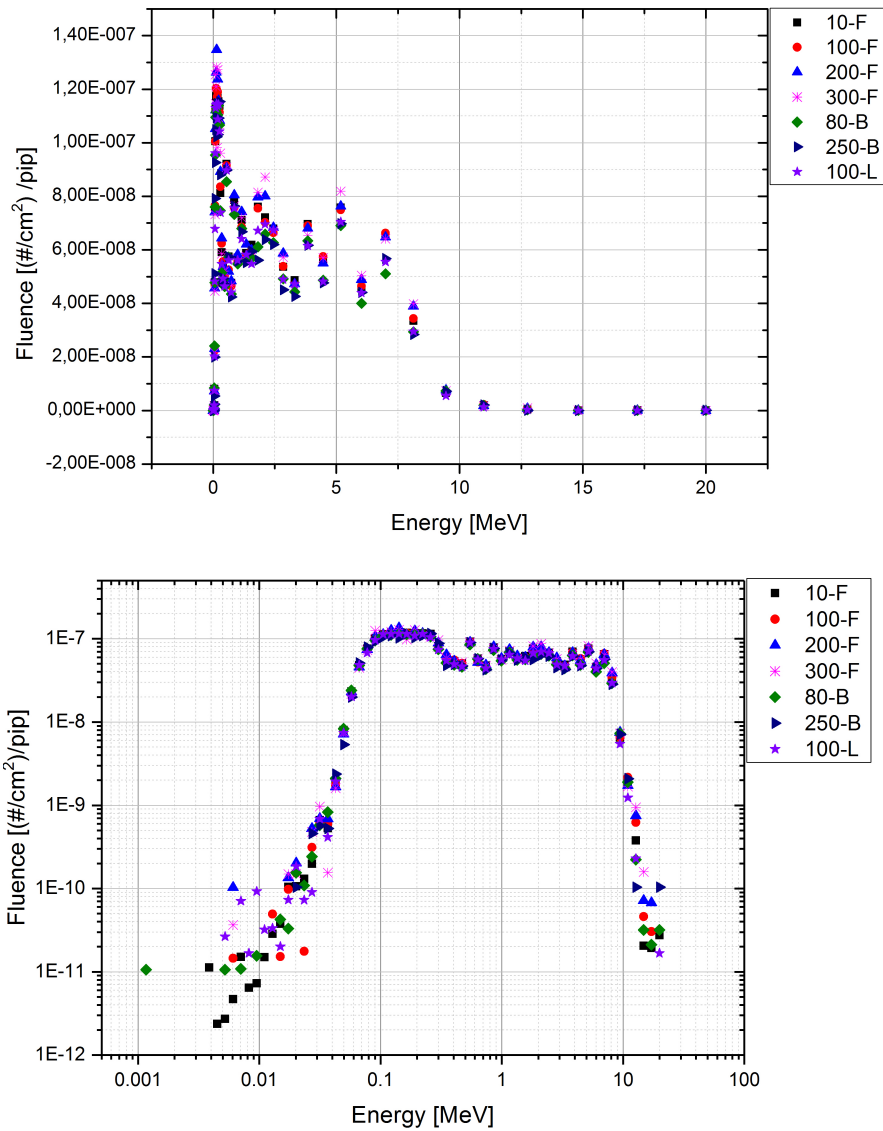 1,40E-007
1,20E-007
1,00E-007
8,00E-008
6,00E-008
4,00E-008
2,00E-008
0,00E+000
-2,00E-008
Fluence [(#/cm²) /pip]
0 5 10 15 20
Energy [MeV]
10-F
100-F
200-F
300-F
80-B
250-B
100-L
1E-7
1E-8
1E-9
1E-10
1E-11
1E-12
Fluence [(#/cm²)/pip]
0.001 0.01 0.1 1 10 100
Energy [MeV]
10-F
100-F
200-F
300-F
80-B
250-B
100-L